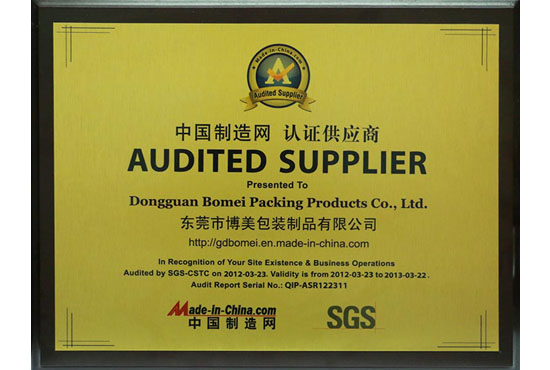 Made-in-China.com
Audited Supplier
中国制造网 认证供应商
AUDITED SUPPLIER
Presented To
Dongguan Bomei Packing Products Co., Ltd.
东莞市博美包装制品有限公司
http://gdbomei.en.made-in-china.com
In Recognition of Your Site Existence & Business Operations
Audited by SGS-CSTC on 2012-03-23. Validity is from 2012-03-23 to 2013-03-22.
Audit Report Serial No.: QIP-ASR122311
Made-in-China.com
中国制造网
SGS